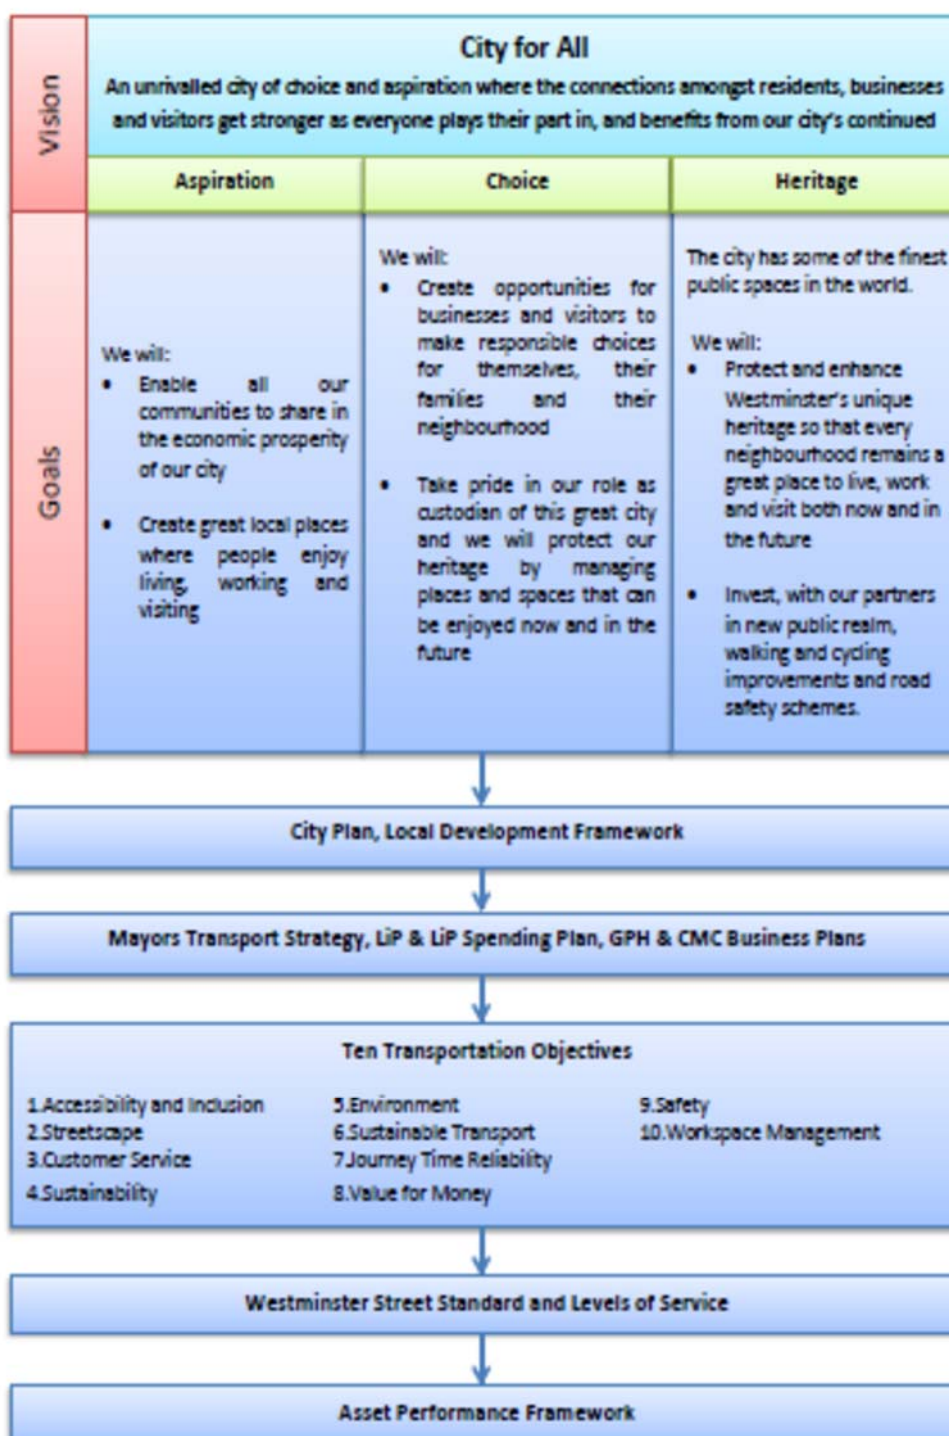 Vision
City for All
An unrivalled city of choice and aspiration where the connections amongst residents, businesses
and visitors get stronger as everyone plays their part in, and benefits from our city's continued
Aspiration
Choice
Heritage
Goals
We will:
• Enable all our
communities to share in
the economic prosperity
of our city
• Create great local places
where people enjoy
living, working and
visiting
We will:
• Create opportunities for
businesses and visitors to
make responsible choices
for themselves, their
families and their
neighbourhood
• Take pride in our role as
custodian of this great city
and we will protect our
heritage by managing
places and spaces that can
be enjoyed now and in the
future
The city has some of the finest
public spaces in the world.
We will:
• Protect and enhance
Westminster's unique
heritage so that every
neighbourhood remains a
great place to live, work
and visit both now and in
the future
• Invest, with our partners
in new public realm,
walking and cycling
improvements and road
safety schemes.
City Plan, Local Development Framework
Mayors Transport Strategy, LiP & LiP Spending Plan, GPH & CMC Business Plans
Ten Transportation Objectives
1.Accessibility and Inclusion
2.Streetscape
3.Customer Service
4.Sustainability
5.Environment
6.Sustainable Transport
7.Journey Time Reliability
8.Value for Money
9.Safety
10.Workspace Management
Westminster Street Standard and Levels of Service
Asset Performance Framework